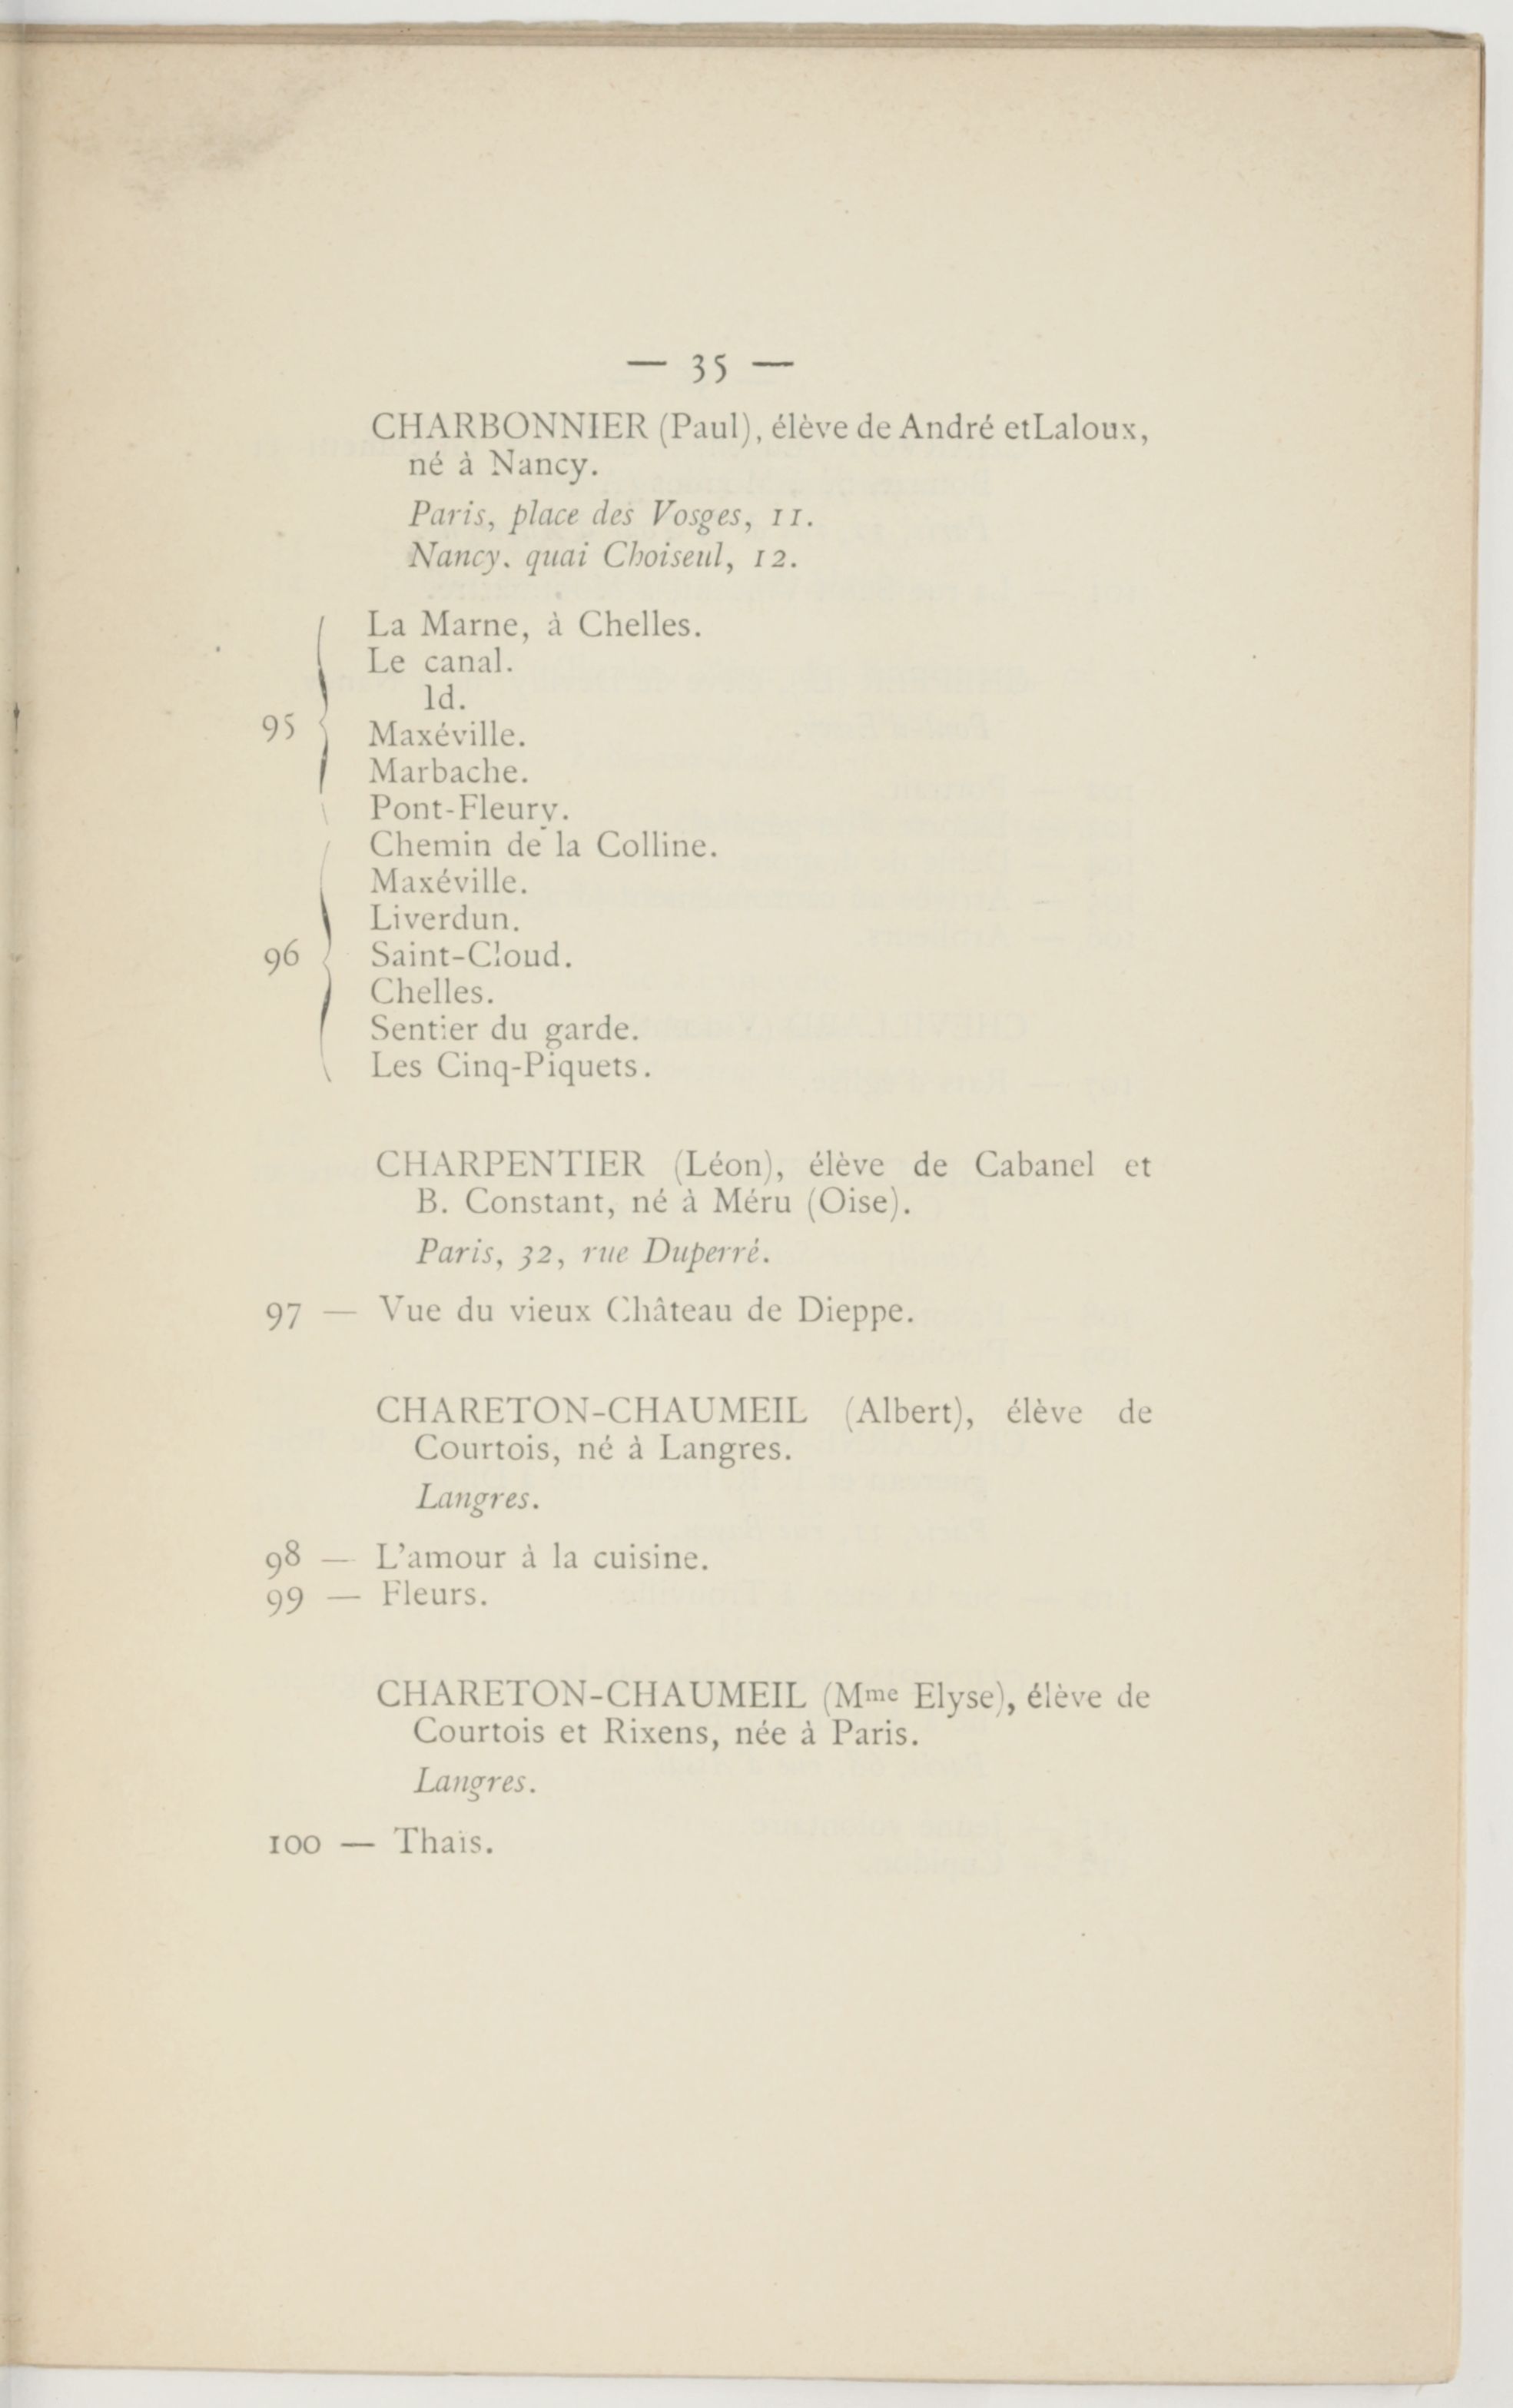 — 35 —
CHARBONNIER (Paul), élève de André etLaloux,
né à Nancy.
Paris, place des Vosges, 11.
Nancy. quai Choiseul, 12.
La Marne, à Chelles.
Le canal.
Id.
95 Maxéville.
Marbache.
Pont-Fleury.
Chemin de la Colline.
Maxéville.
Liverdun.
96 Saint-Cloud.
Chelles.
Sentier du garde.
Les Cinq-Piquets.
CHARPENTIER (Léon), élève de Cabanel et
B. Constant, né à Méru (Oise).
Paris, 32, rue Duperré.
97 — Vue du vieux Château de Dieppe.
CHARETON-CHAUMEIL (Albert), élève de
Courtois, né à Langres.
Langres.
98 — L'amour à la cuisine.
99 — Fleurs.
CHARETON-CHAUMEIL (Mme Elyse), élève de
Courtois et Rixens, née à Paris.
Langres.
100 — Thais.